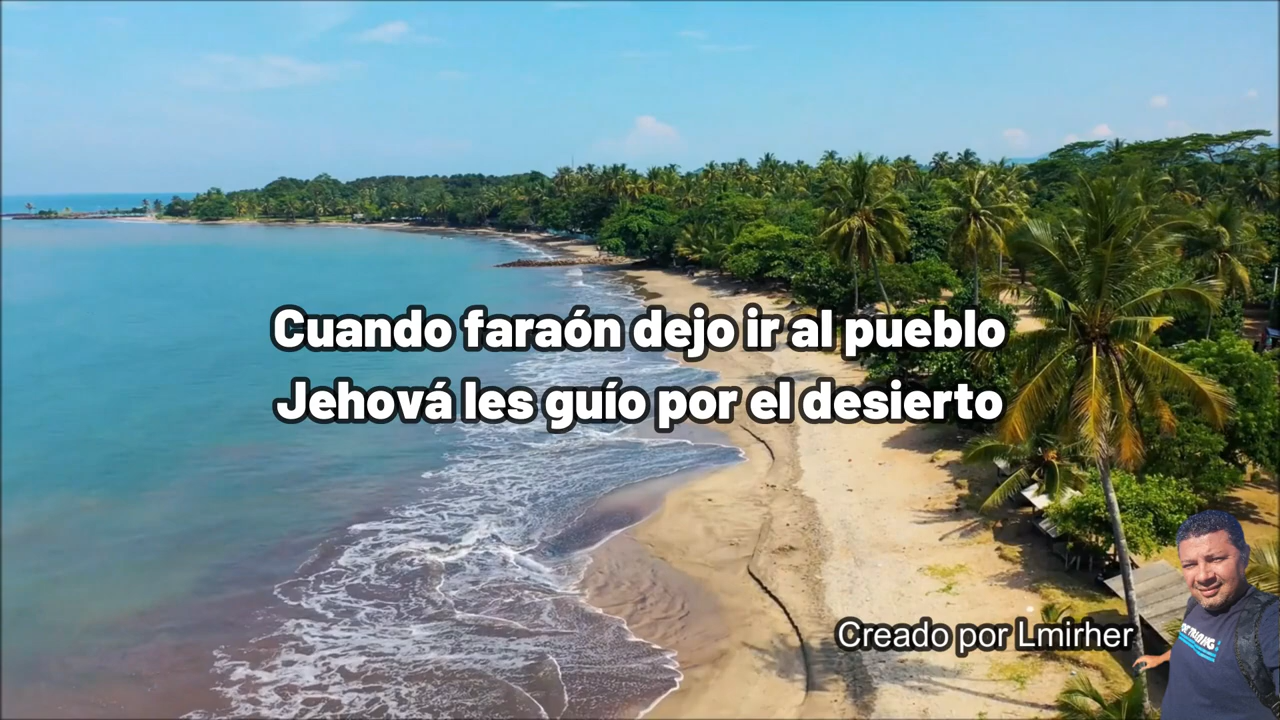 Cuando faraón dejo ir al pueblo
Jehová les guío por el desierto
Creado por Lmirher